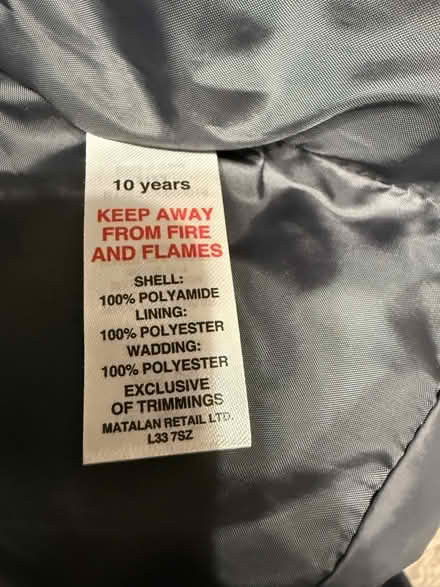 10 years
KEEP AWAY
FROM FIRE
AND FLAMES
SHELL:
100% POLYAMIDE
LINING:
100% POLYESTER
WADDING:
100% POLYESTER
EXCLUSIVE
OF TRIMMINGS
MATALAN RETAIL LTD.
L33 7SZ